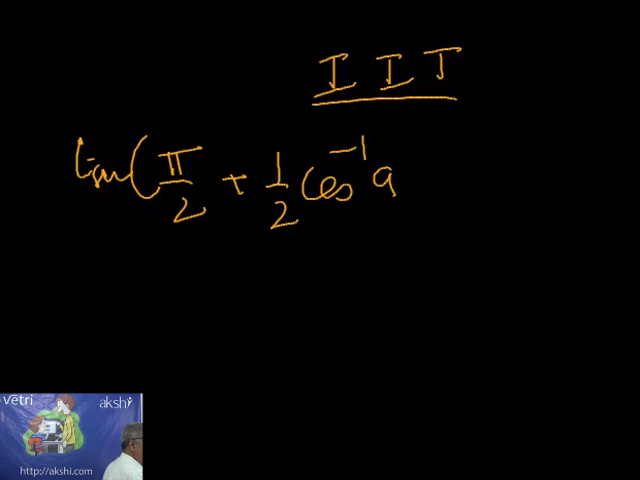 IIT
tan(π/2 + 1/2 cos⁻¹ a
vetri akshi
http://akshi.com